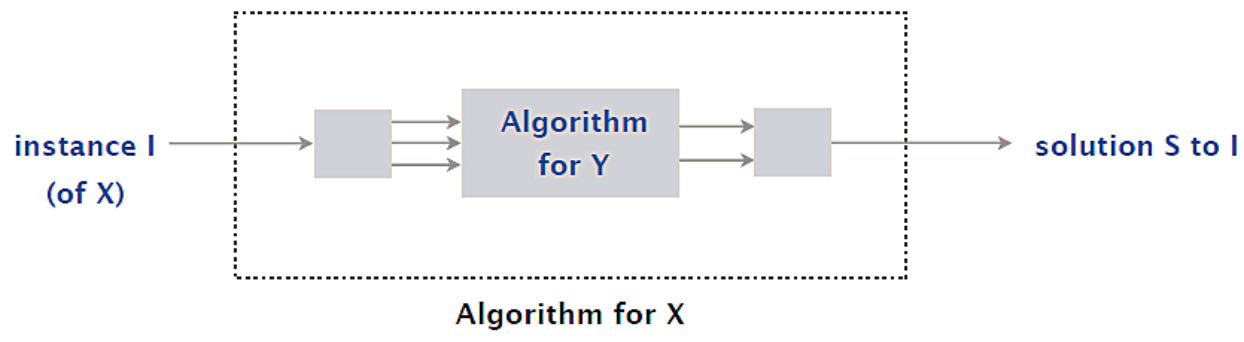 instance I
(of X)
Algorithm
for Y
solution S to I
Algorithm for X